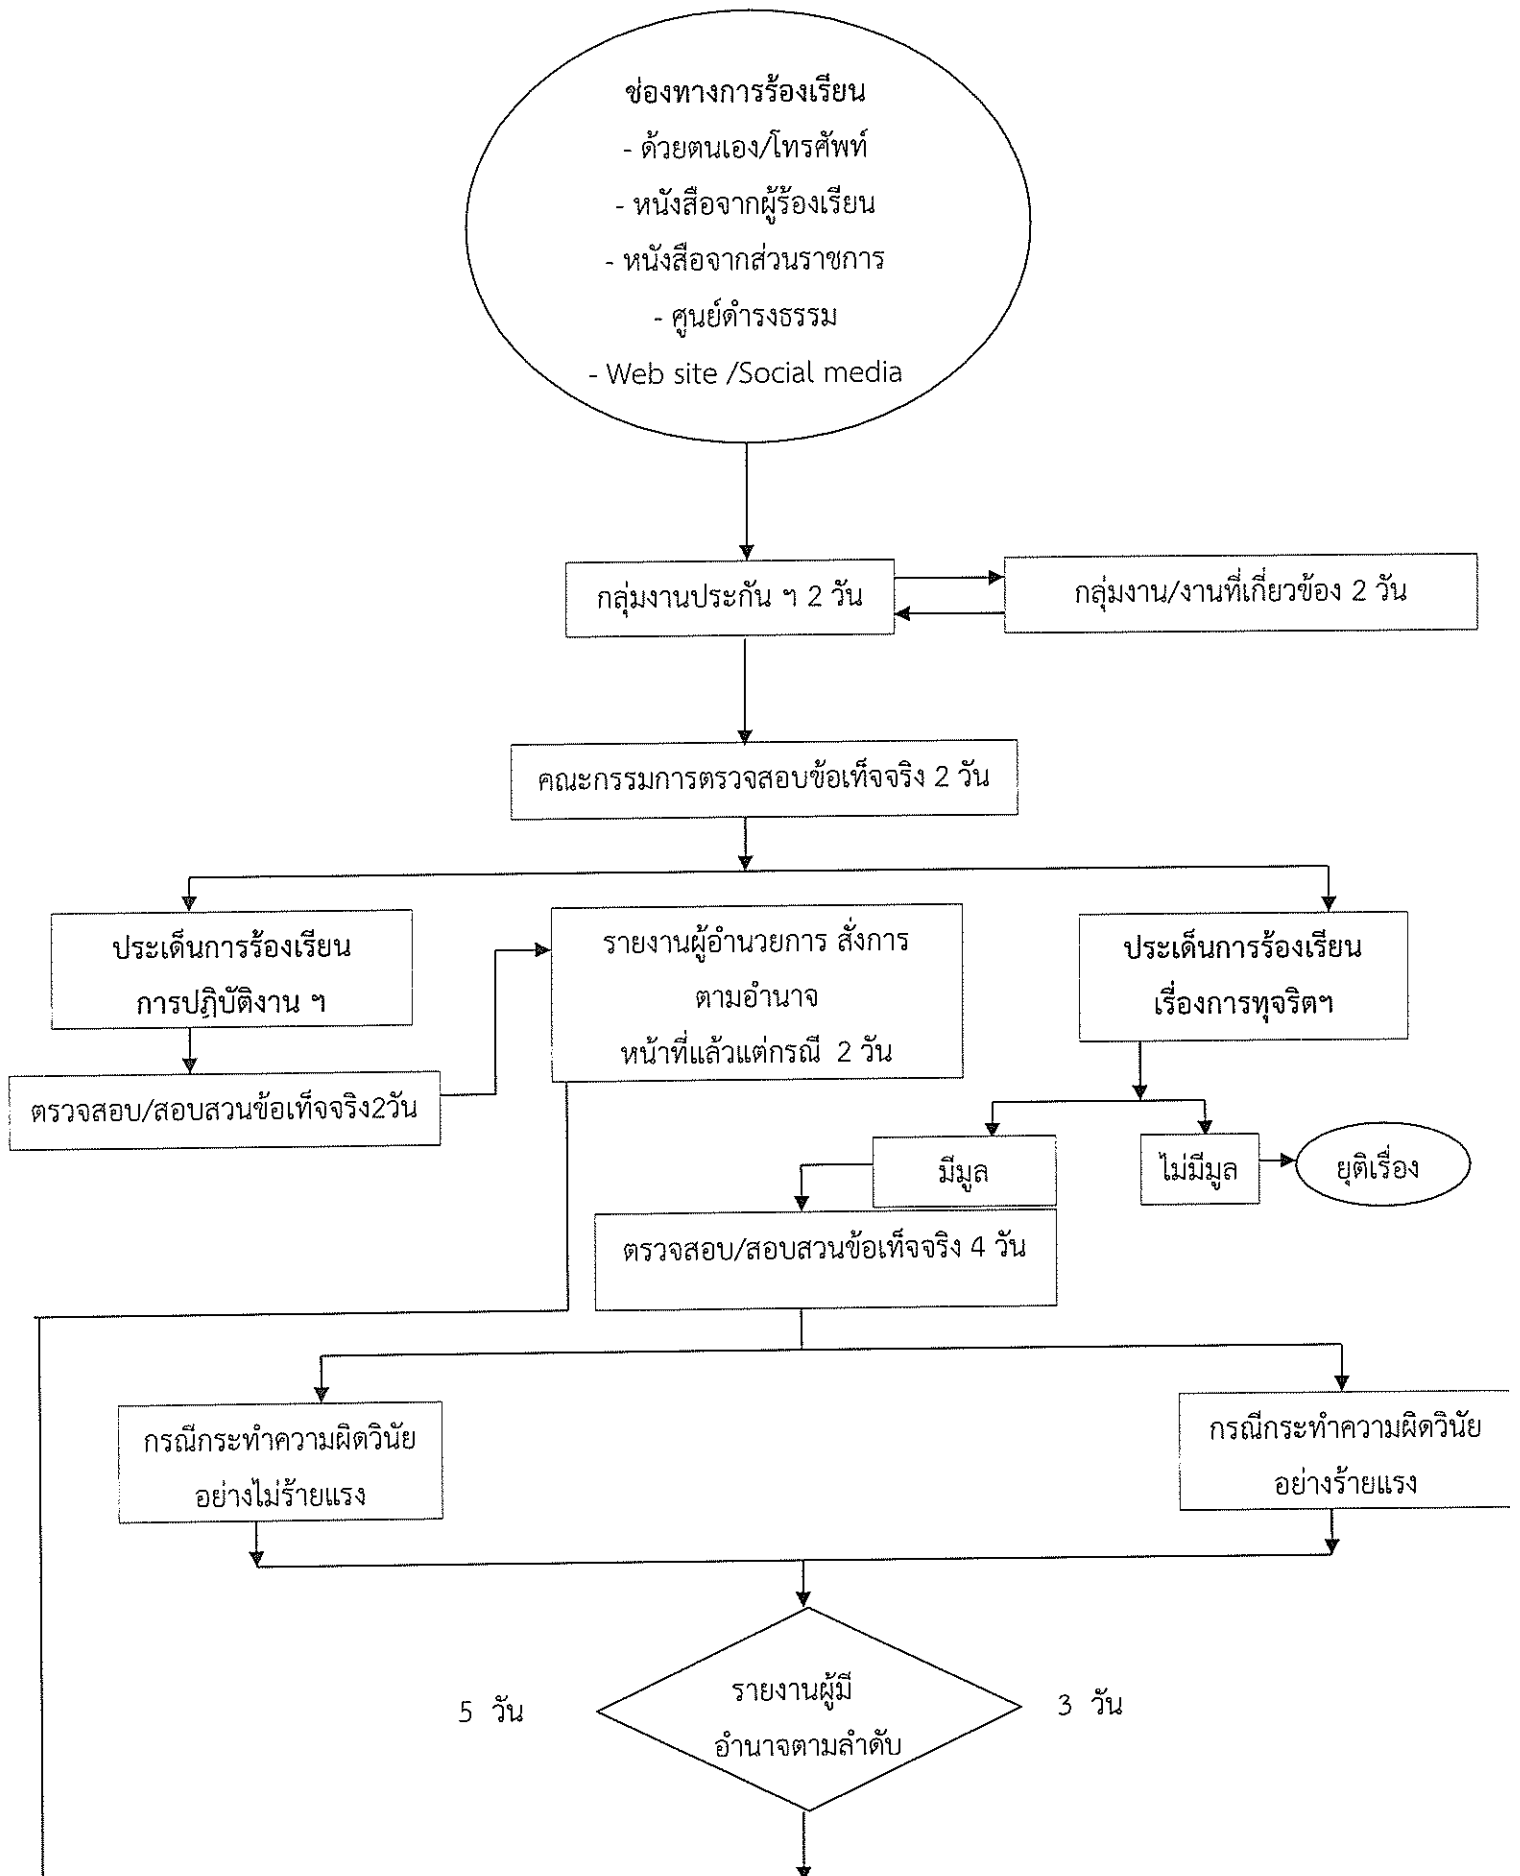 ช่องทางการร้องเรียน
- ด้วยตนเอง/โทรศัพท์
- หนังสือจากผู้ร้องเรียน
- หนังสือจากส่วนราชการ
- ศูนย์ดำรงธรรม
- Web site /Social media
กลุ่มงานประกัน ฯ 2 วัน
กลุ่มงาน/งานที่เกี่ยวข้อง 2 วัน
คณะกรรมการตรวจสอบข้อเท็จจริง 2 วัน
ประเด็นการร้องเรียน
การปฏิบัติงาน ฯ
รายงานผู้อำนวยการ สั่งการ
ตามอำนาจ
หน้าที่แล้วแต่กรณี 2 วัน
ประเด็นการร้องเรียน
เรื่องการทุจริตฯ
ตรวจสอบ/สอบสวนข้อเท็จจริง2วัน
มีมูล
ไม่มีมูล
ยุติเรื่อง
ตรวจสอบ/สอบสวนข้อเท็จจริง 4 วัน
กรณีกระทำความผิดวินัย
อย่างไม่ร้ายแรง
กรณีกระทำความผิดวินัย
อย่างร้ายแรง
5 วัน
รายงานผู้มี
อำนาจตามลำดับ
3 วัน